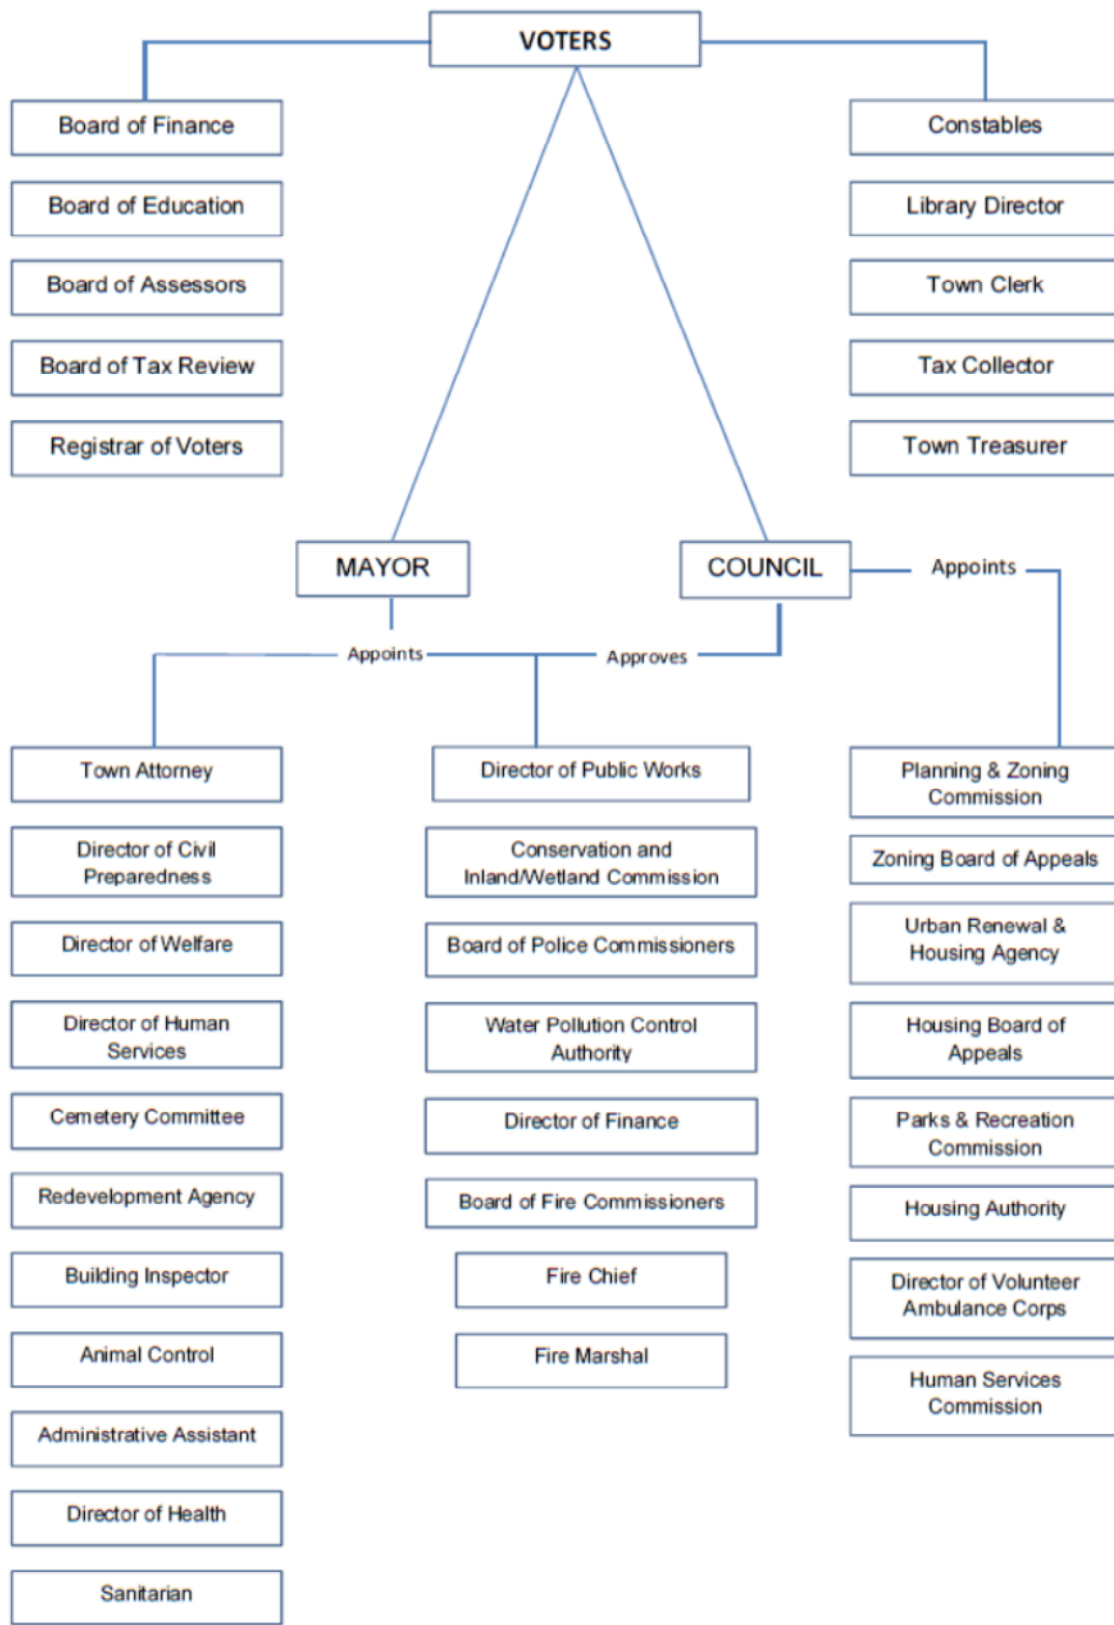 VOTERS
Board of Finance
Board of Education
Board of Assessors
Board of Tax Review
Registrar of Voters
Constables
Library Director
Town Clerk
Tax Collector
Town Treasurer
MAYOR
COUNCIL
Appoints
Appoints
Approves
Town Attorney
Director of Civil
Preparedness
Director of Welfare
Director of Human
Services
Cemetery Committee
Redevelopment Agency
Building Inspector
Animal Control
Administrative Assistant
Director of Health
Sanitarian
Director of Public Works
Conservation and
Inland/Wetland Commission
Board of Police Commissioners
Water Pollution Control
Authority
Director of Finance
Board of Fire Commissioners
Fire Chief
Fire Marshal
Planning & Zoning
Commission
Zoning Board of Appeals
Urban Renewal &
Housing Agency
Housing Board of
Appeals
Parks & Recreation
Commission
Housing Authority
Director of Volunteer
Ambulance Corps
Human Services
Commission